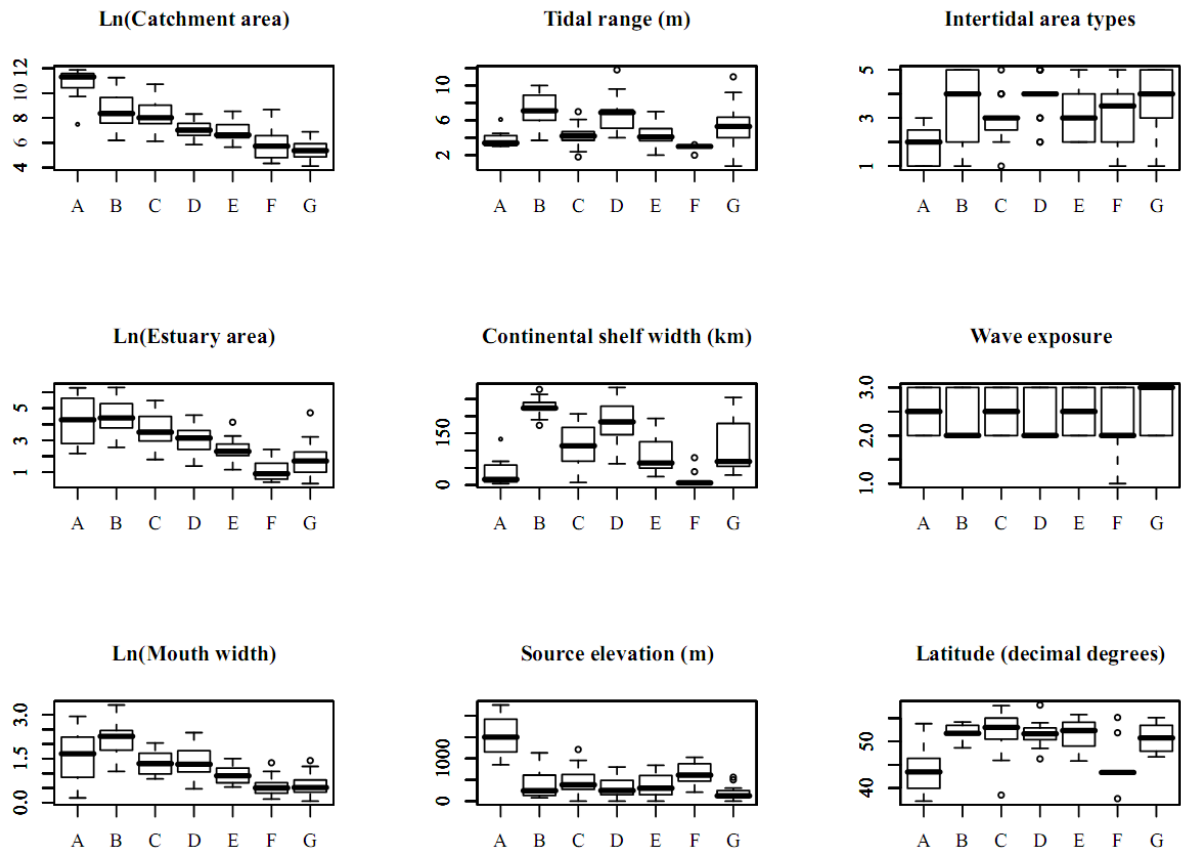 Ln(Catchment area)
12
10
8
6
4
A B C D E F G
Tidal range (m)
10
6
2
A B C D E F G
Intertidal area types
5
3
1
A B C D E F G
Ln(Estuary area)
5
3
1
A B C D E F G
Continental shelf width (km)
150
0
A B C D E F G
Wave exposure
3.0
2.0
1.0
A B C D E F G
Ln(Mouth width)
3.0
1.5
0.0
A B C D E F G
Source elevation (m)
1000
0
A B C D E F G
Latitude (decimal degrees)
50
40
A B C D E F G